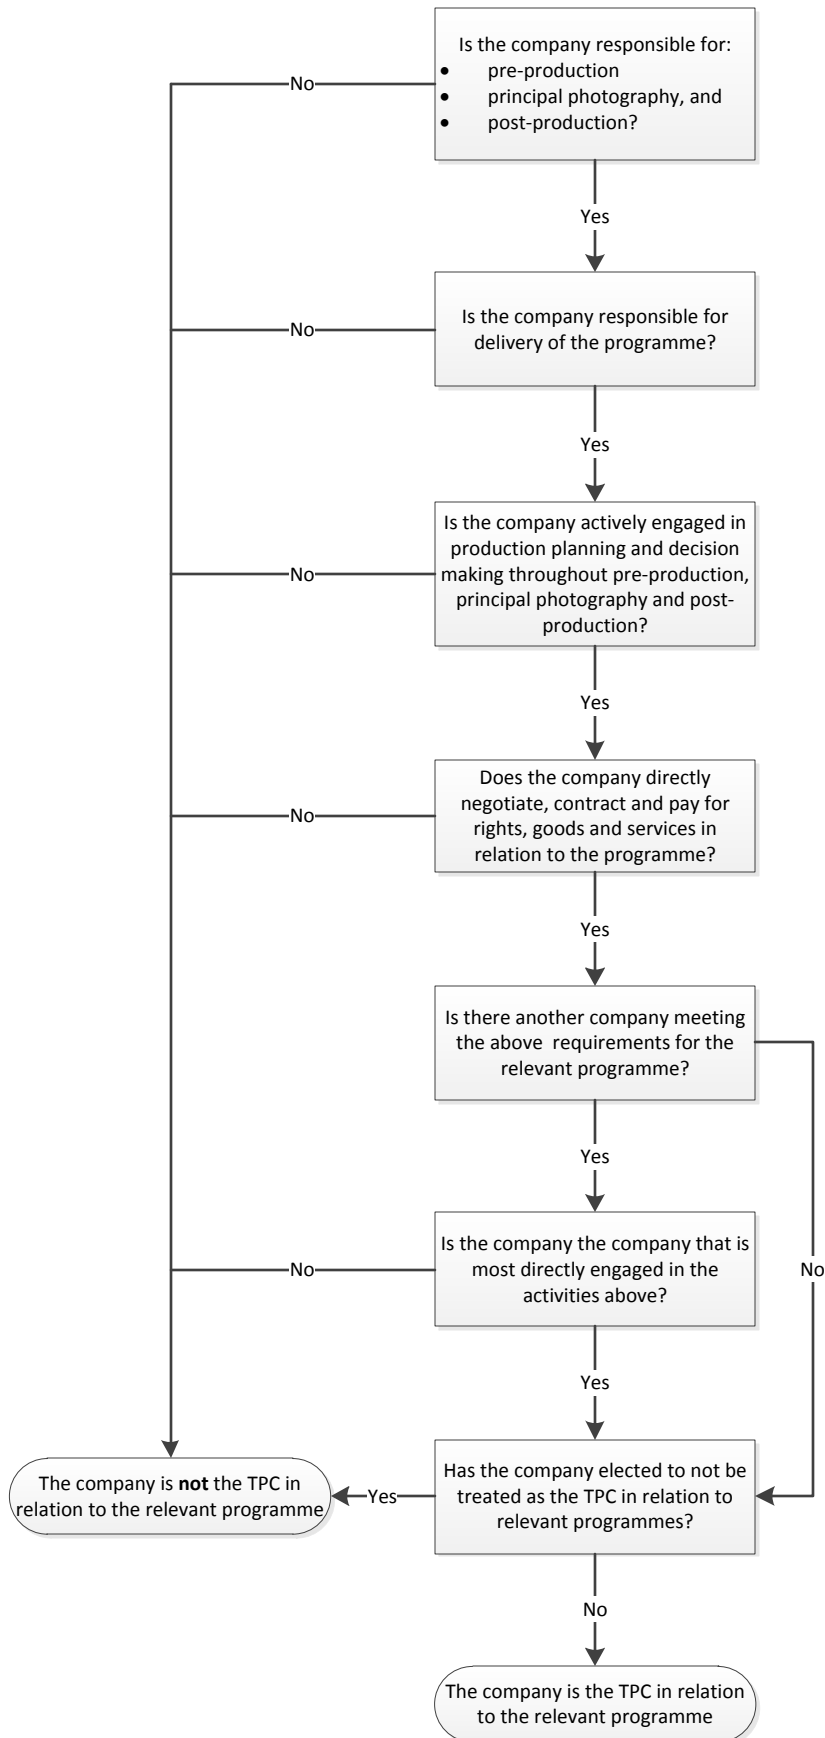 Is the company responsible for:
• pre-production
No
• principal photography, and
• post-production?
Yes
Is the company responsible for
No
delivery of the programme?
Yes
Is the company actively engaged in
production planning and decision
making throughout pre-production,
No
principal photography and post-
production?
Yes
Does the company directly
negotiate, contract and pay for
No
rights, goods and services in
relation to the programme?
Yes
Is there another company meeting
the above  requirements for the
relevant programme?
Yes
Is the company the company that is
most directly engaged in the
No
No
activities above?
Yes
Has the company elected to not be
treated as the TPC in relation to
relevant programmes?
Yes
The company is not the TPC in
relation to the relevant programme
No
The company is the TPC in relation
to the relevant programme